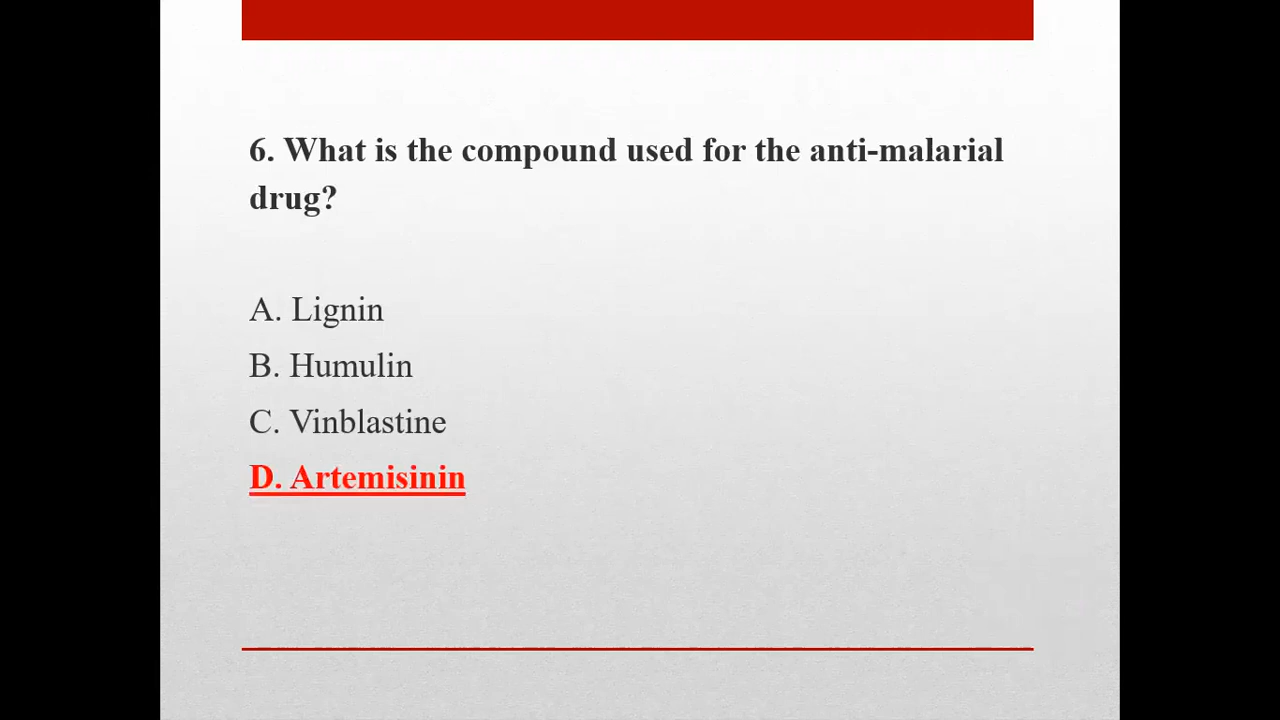 6. What is the compound used for the anti-malarial
drug?
A. Lignin
B. Humulin
C. Vinblastine
D. Artemisinin